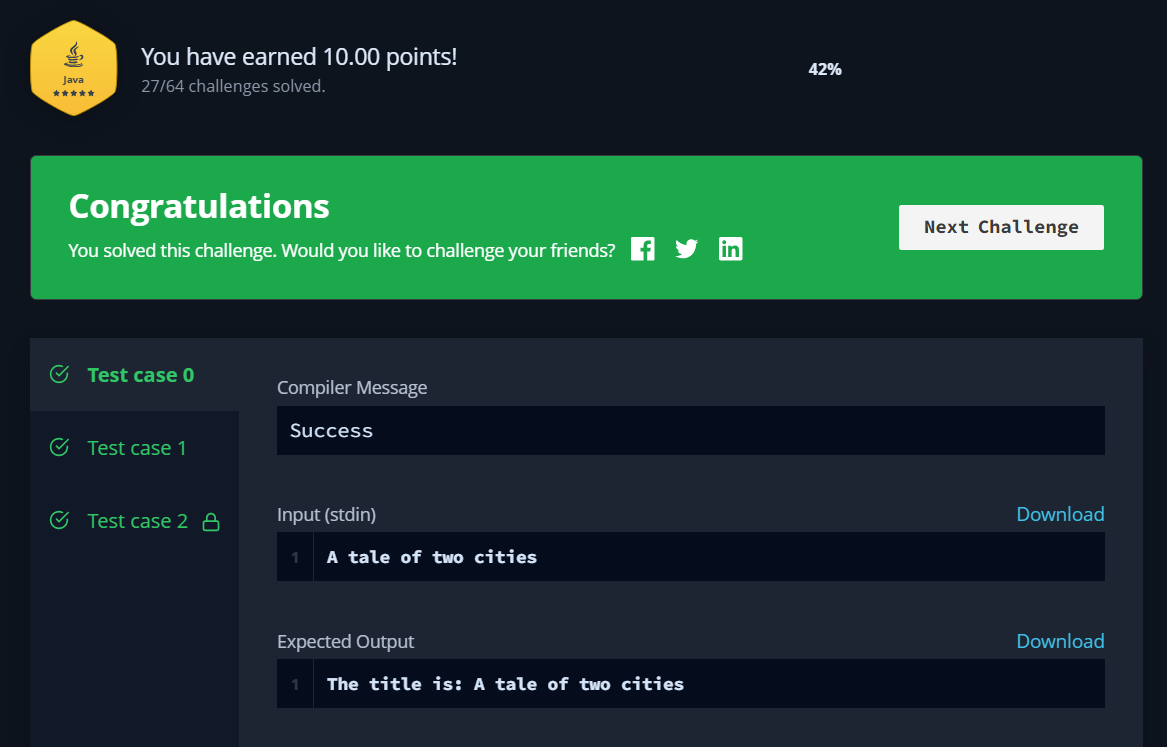 Java
You have earned 10.00 points!
27/64 challenges solved.
42%
Congratulations
You solved this challenge. Would you like to challenge your friends?
Next Challenge
Test case 0
Test case 1
Test case 2
Compiler Message
Success
Input (stdin)
Download
1 A tale of two cities
Expected Output
Download
1 The title is: A tale of two cities